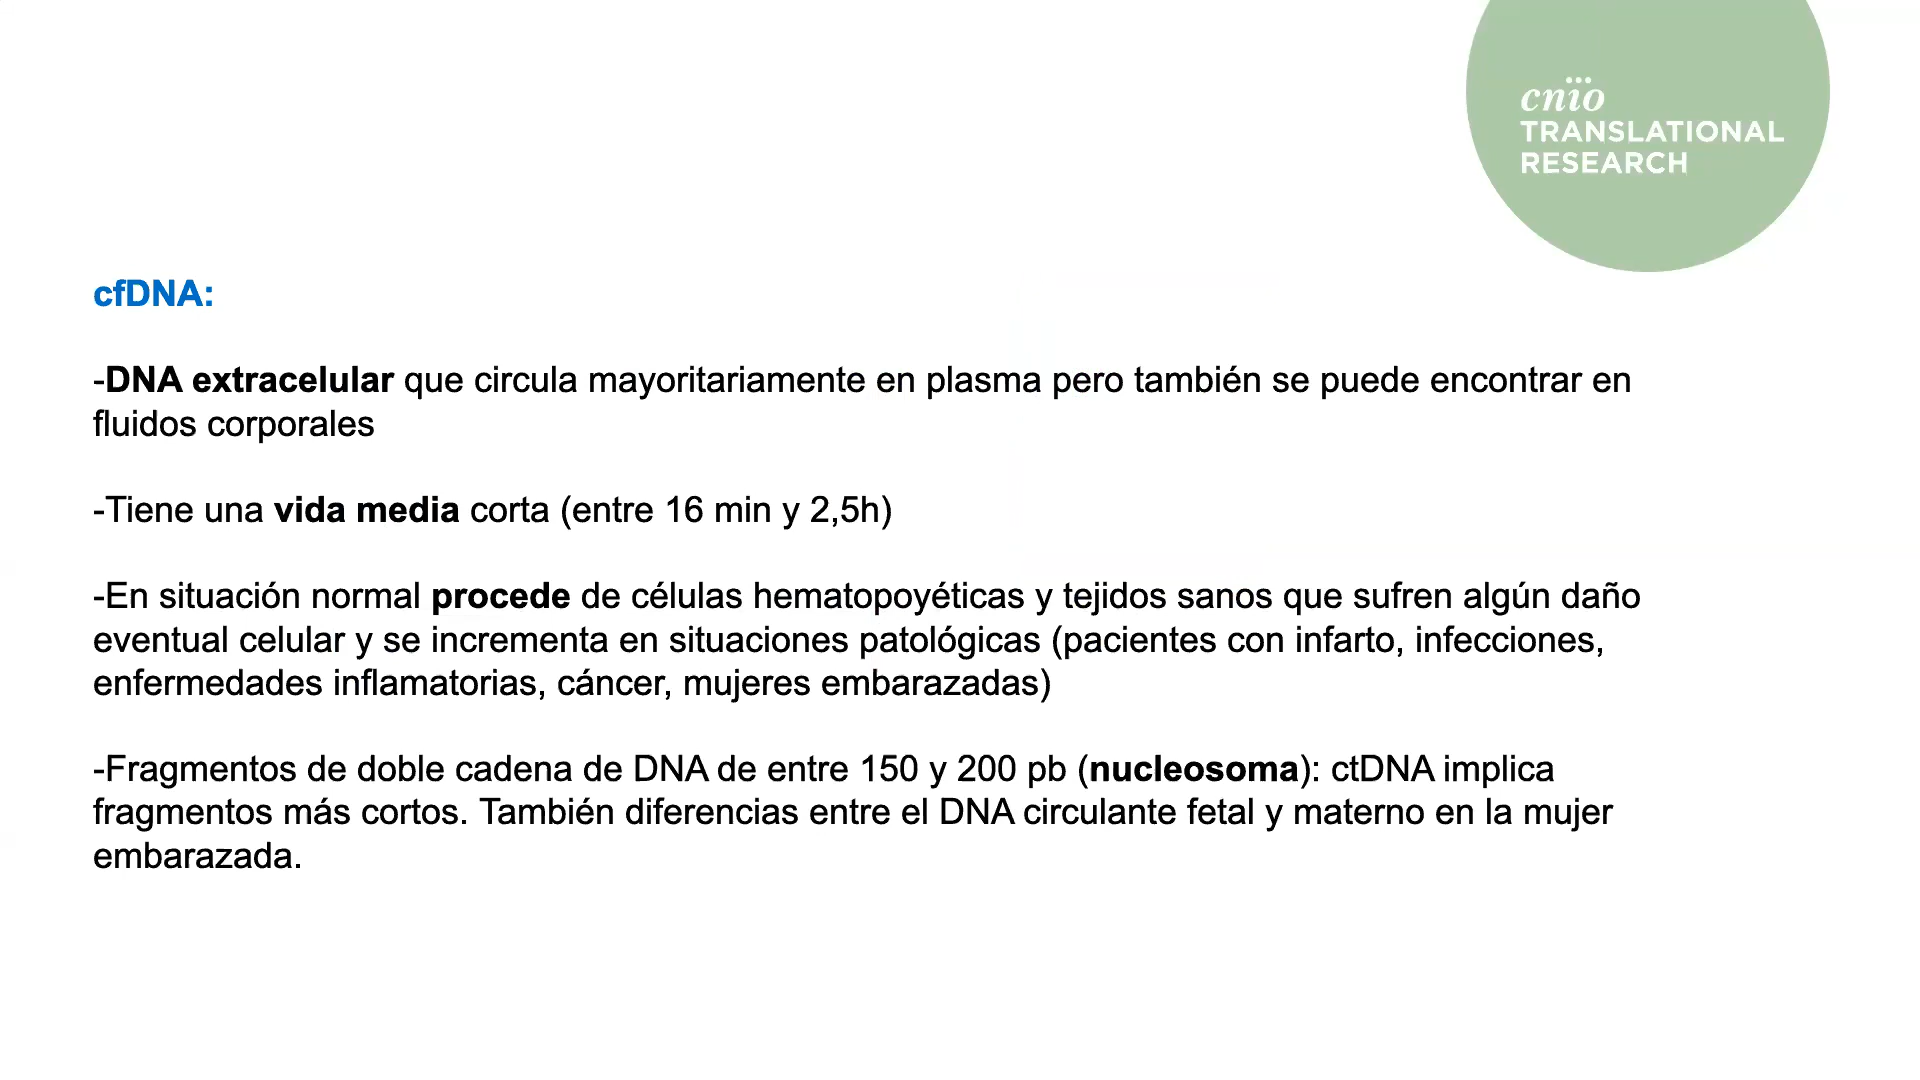 cnio
TRANSLATIONAL
RESEARCH
cfDNA:
-DNA extracelular que circula mayoritariamente en plasma pero también se puede encontrar en
fluidos corporales
-Tiene una vida media corta (entre 16 min y 2,5h)
-En situación normal procede de células hematopoyéticas y tejidos sanos que sufren algún daño
eventual celular y se incrementa en situaciones patológicas (pacientes con infarto, infecciones,
enfermedades inflamatorias, cáncer, mujeres embarazadas)
-Fragmentos de doble cadena de DNA de entre 150 y 200 pb (nucleosoma): ctDNA implica
fragmentos más cortos. También diferencias entre el DNA circulante fetal y materno en la mujer
embarazada.